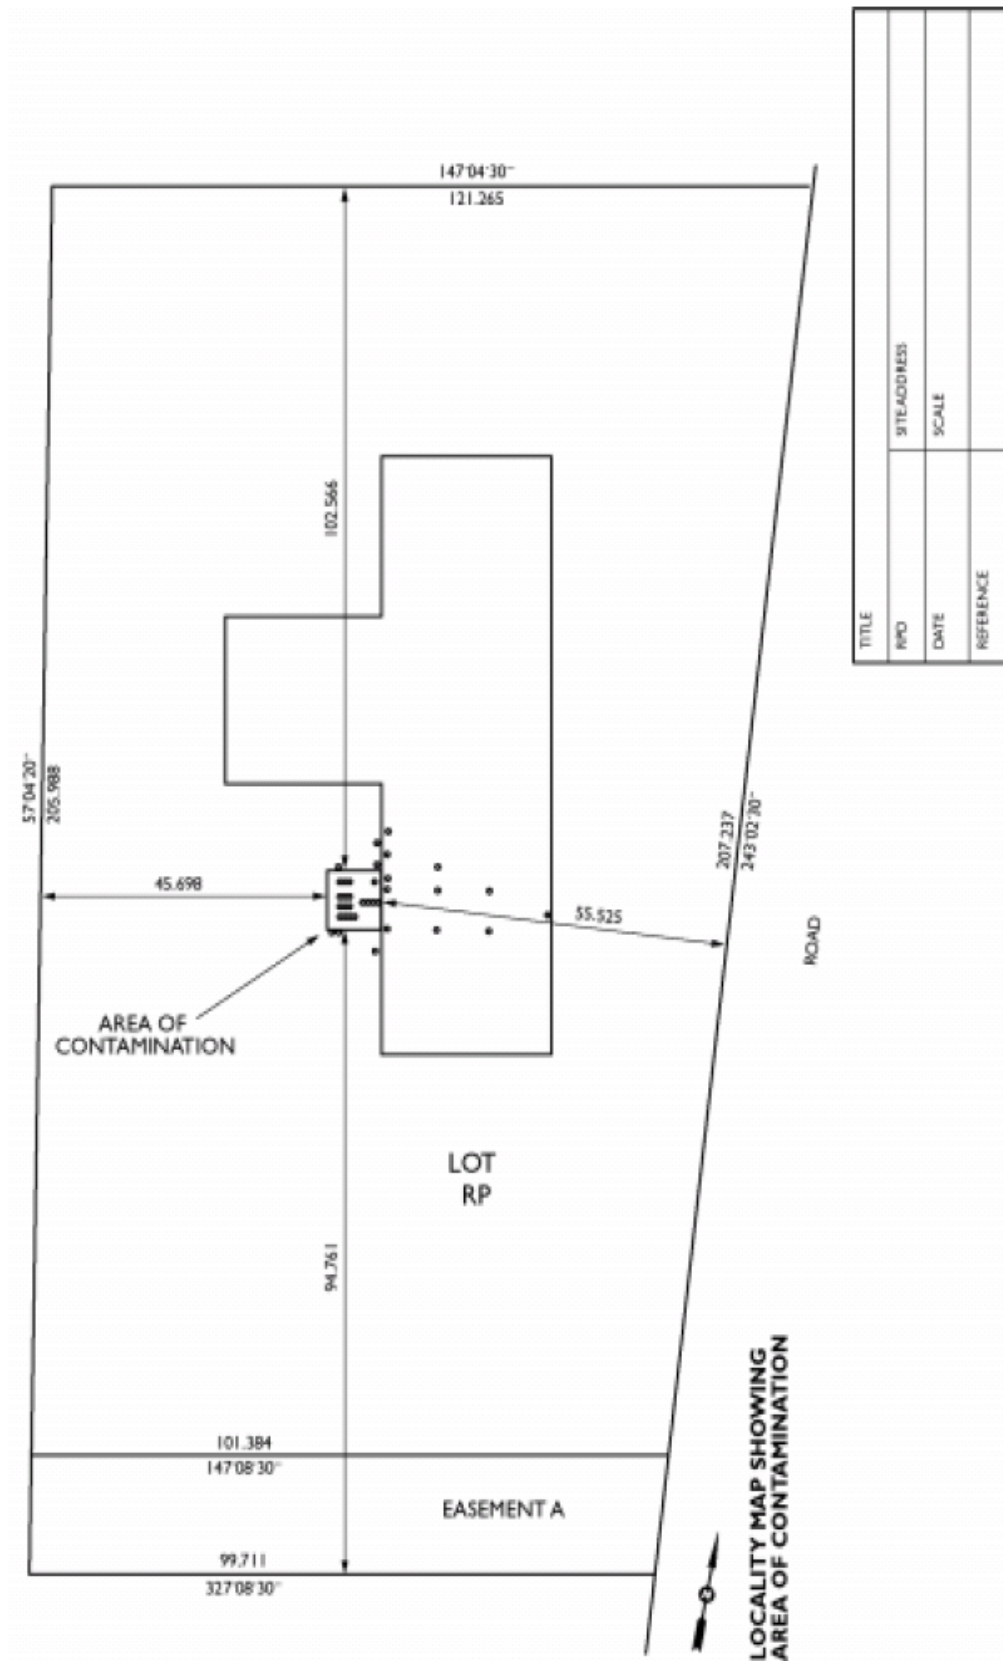 147°04'30"
121.265
TITLE
RPD
SITE ADDRESS
DATE
SCALE
REFERENCE
102.566
57°04'20"
205.988
207.237
243°02'30"
45.698
55.525
ROAD
AREA OF
CONTAMINATION
LOT
RP
94.761
101.384
147°08'30"
EASEMENT A
99.711
327°08'30"
LOCALITY MAP SHOWING
AREA OF CONTAMINATION